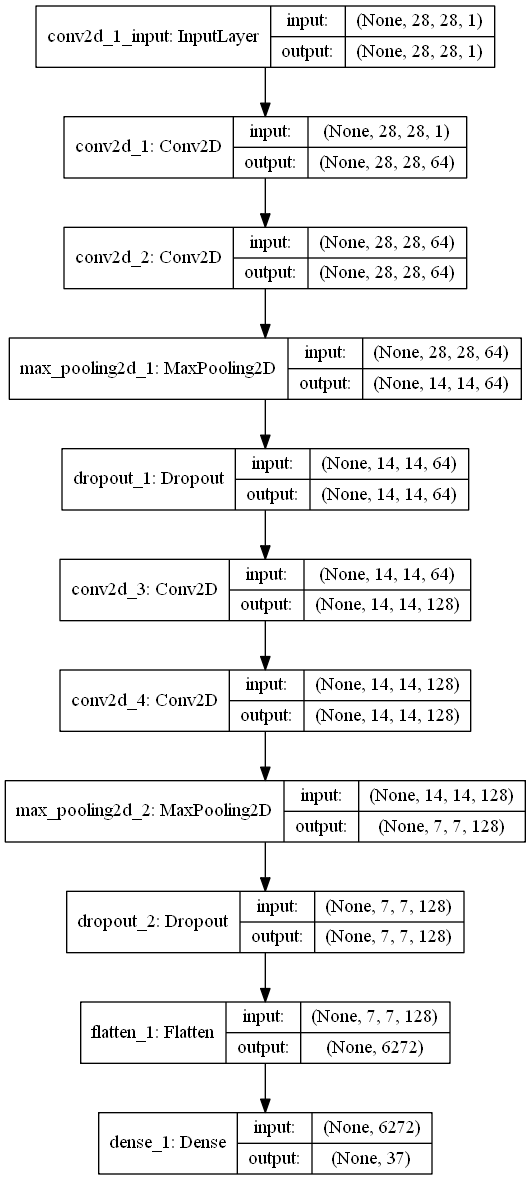 conv2d_1_input: InputLayer
input: (None, 28, 28, 1)
output: (None, 28, 28, 1)
conv2d_1: Conv2D
input: (None, 28, 28, 1)
output: (None, 28, 28, 64)
conv2d_2: Conv2D
input: (None, 28, 28, 64)
output: (None, 28, 28, 64)
max_pooling2d_1: MaxPooling2D
input: (None, 28, 28, 64)
output: (None, 14, 14, 64)
dropout_1: Dropout
input: (None, 14, 14, 64)
output: (None, 14, 14, 64)
conv2d_3: Conv2D
input: (None, 14, 14, 64)
output: (None, 14, 14, 128)
conv2d_4: Conv2D
input: (None, 14, 14, 128)
output: (None, 14, 14, 128)
max_pooling2d_2: MaxPooling2D
input: (None, 14, 14, 128)
output: (None, 7, 7, 128)
dropout_2: Dropout
input: (None, 7, 7, 128)
output: (None, 7, 7, 128)
flatten_1: Flatten
input: (None, 7, 7, 128)
output: (None, 6272)
dense_1: Dense
input: (None, 6272)
output: (None, 37)